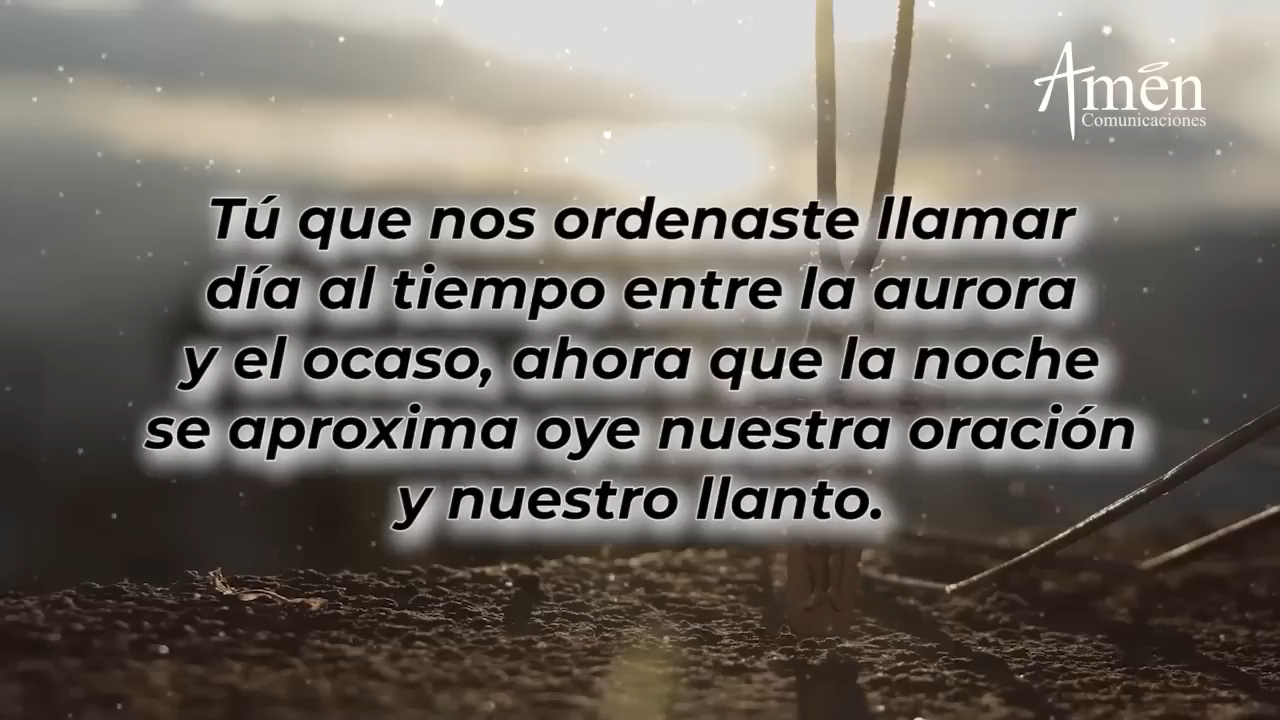 Amén
Comunicaciones
Tú que nos ordenaste llamar
día al tiempo entre la aurora
y el ocaso, ahora que la noche
se aproxima oye nuestra oración
y nuestro llanto.